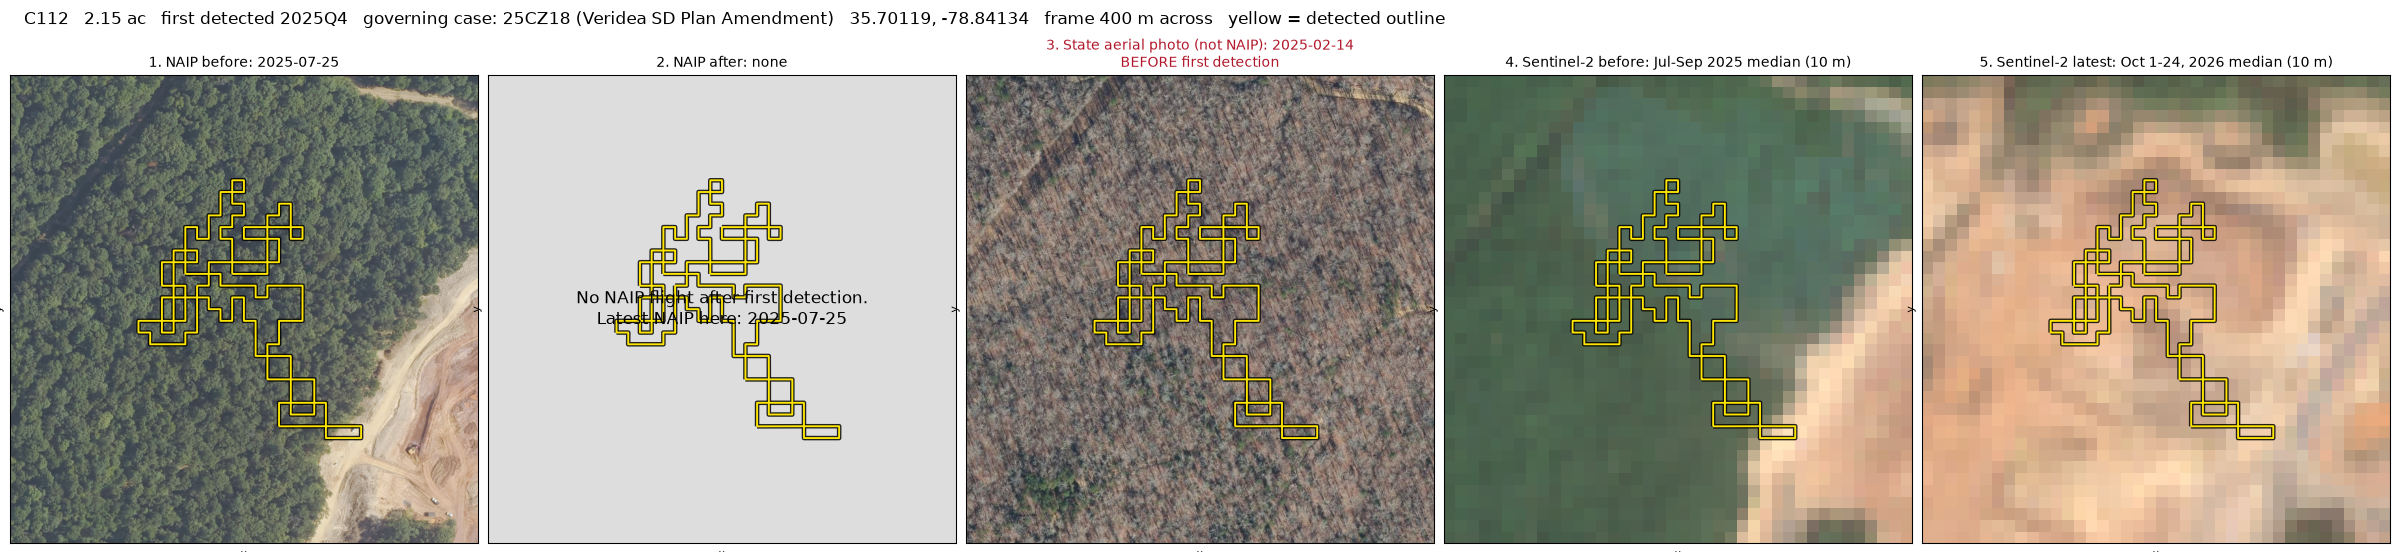 C112   2.15 ac   first detected 2025Q4   governing case: 25CZ18 (Veridea SD Plan Amendment)   35.70119, -78.84134   frame 400 m across   yellow = detected outline
1. NAIP before: 2025-07-25
2. NAIP after: none
3. State aerial photo (not NAIP): 2025-02-14
BEFORE first detection
4. Sentinel-2 before: Jul-Sep 2025 median (10 m)
5. Sentinel-2 latest: Oct 1-24, 2026 median (10 m)
No NAIP flight after first detection.
Latest NAIP here: 2025-07-25
y
y
y
y